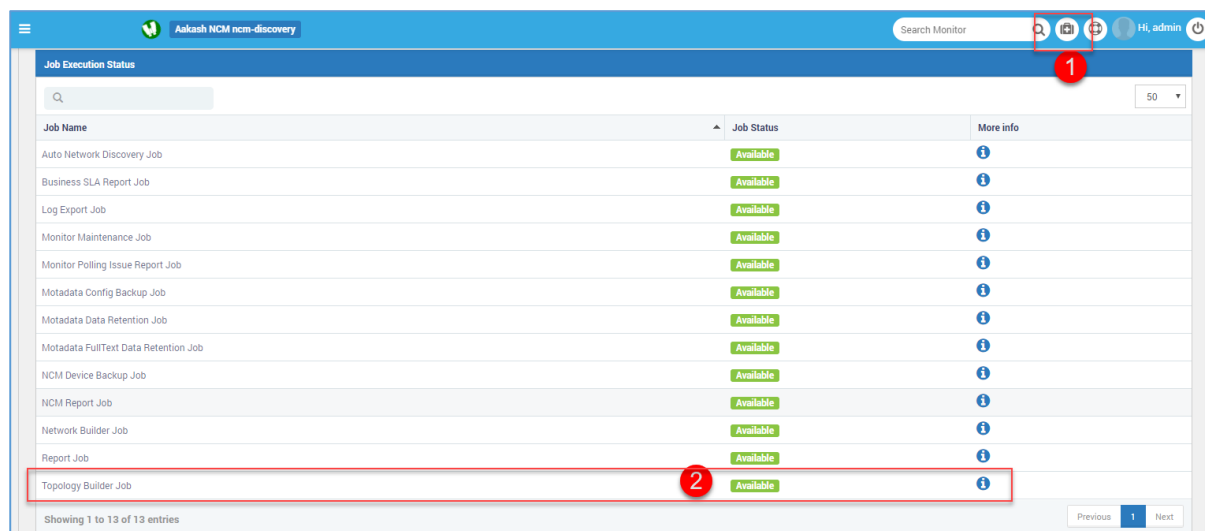 Aakash NCM ncm-discovery
Search Monitor
Hi, admin
1
Job Execution Status
50
Job Name Job Status More info
Auto Network Discovery Job Available
Business SLA Report Job Available
Log Export Job Available
Monitor Maintenance Job Available
Monitor Polling Issue Report Job Available
Motadata Config Backup Job Available
Motadata Data Retention Job Available
Motadata FullText Data Retention Job Available
NCM Device Backup Job Available
NCM Report Job Available
Network Builder Job Available
Report Job Available
Topology Builder Job 2 Available
Showing 1 to 13 of 13 entries Previous 1 Next